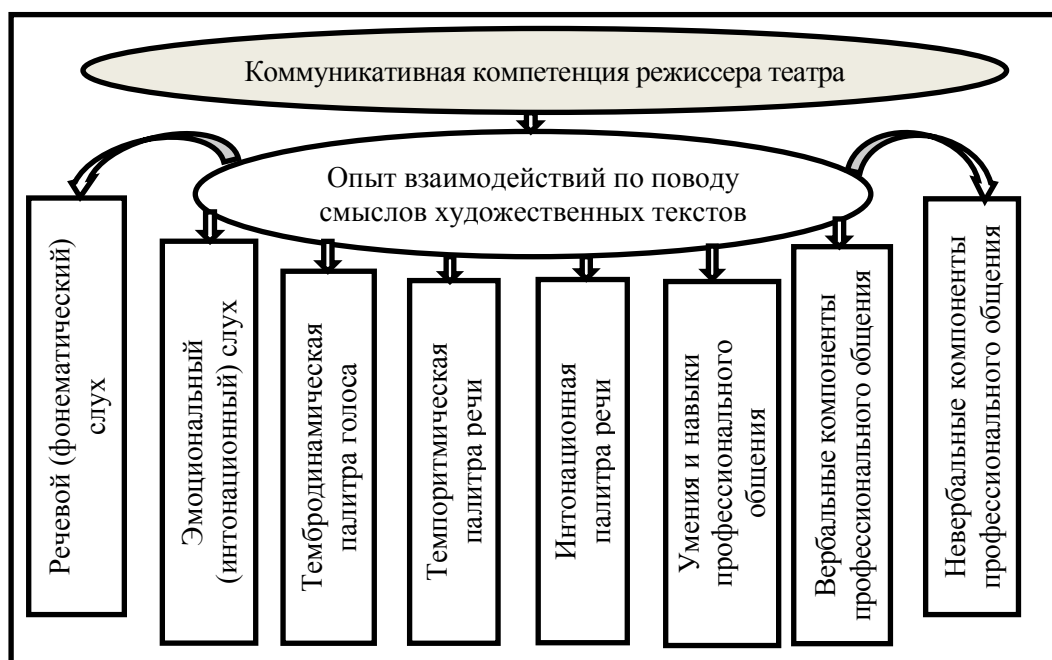 Коммуникативная компетенция режиссера театра
Опыт взаимодействий по поводу
смыслов художественных текстов
Речевой (фонематический)
слух
Эмоциональный
(интонационный) слух
Тембродинамическая
палитра голоса
Темпоритмическая
палитра речи
Интонационная
палитра речи
Умения и навыки
профессионального
общения
Вербальные компоненты
профессионального общения
Невербальные компоненты
профессионального общения